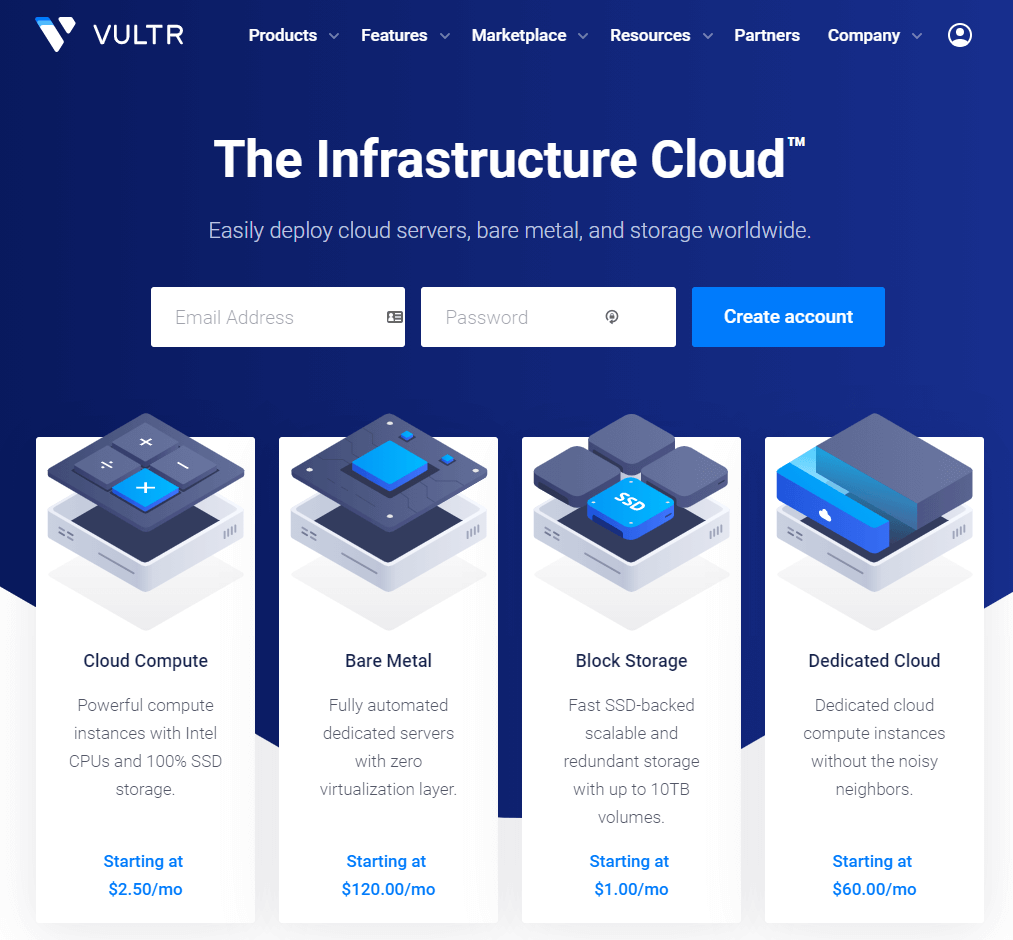 VULTR
Products
Features
Marketplace
Resources
Partners
Company
The Infrastructure Cloud™
Easily deploy cloud servers, bare metal, and storage worldwide.
Email Address
Password
Create account
SSD
Cloud Compute
Powerful compute
instances with Intel
CPUs and 100% SSD
storage.
Starting at
$2.50/mo
Bare Metal
Fully automated
dedicated servers
with zero
virtualization layer.
Starting at
$120.00/mo
Block Storage
Fast SSD-backed
scalable and
redundant storage
with up to 10TB
volumes.
Starting at
$1.00/mo
Dedicated Cloud
Dedicated cloud
compute instances
without the noisy
neighbors.
Starting at
$60.00/mo